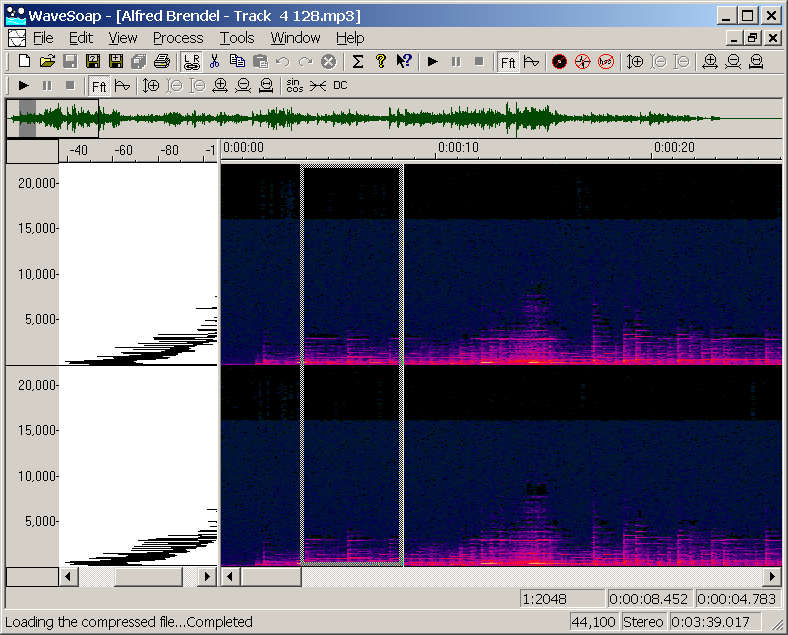 WaveSoap - [Alfred Brendel - Track  4 128.mp3]
File Edit View Process Tools Window Help
L R Fft
Fft sin cos DC
-40 -60 -80 -1 0:00:00 0:00:10 0:00:20
20,000-
15,000-
10,000-
5,000-
20,000-
15,000-
10,000-
5,000-
1:2048 0:00:08.452 0:00:04.783
Loading the compressed file...Completed 44,100 Stereo 0:03:39.017